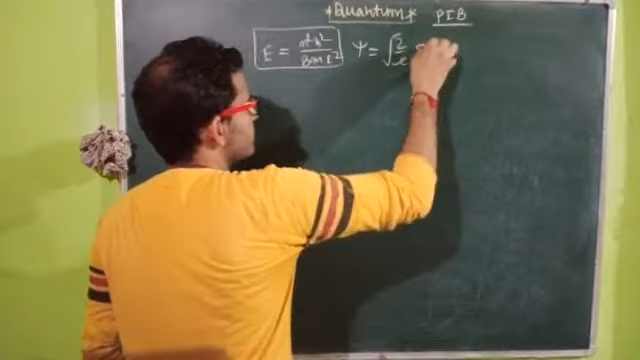 *Quantum* PIB
E = n²h² / 8ml² ψ = √2/l